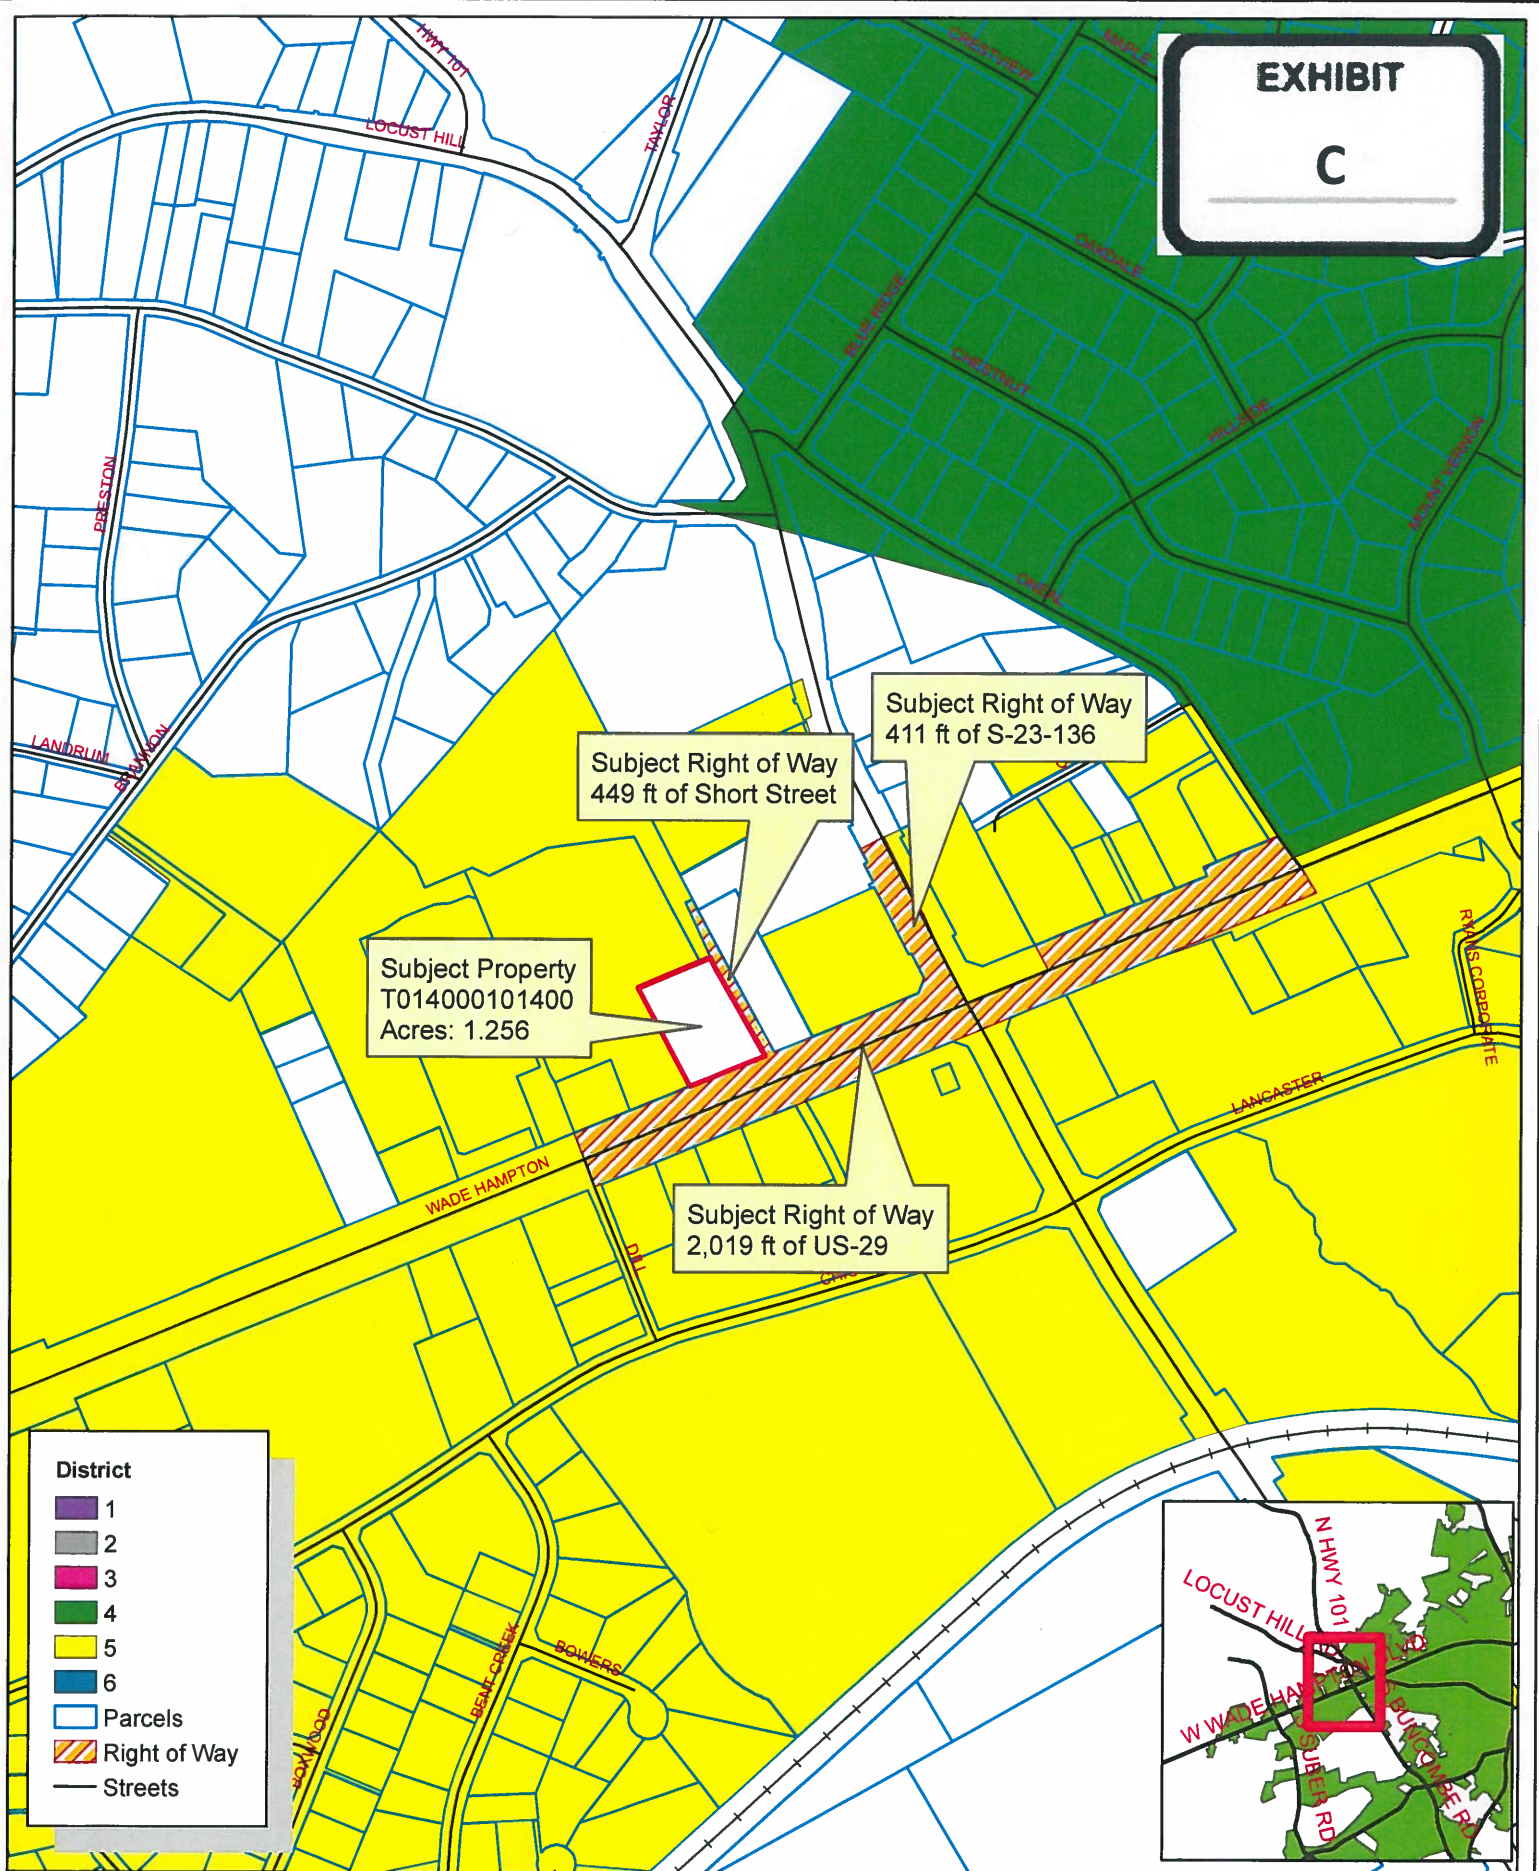 EXHIBIT
C
HWY 101
LOCUST HILL
TAYLOR
CRESTVIEW
MAPLE
OAKDALE
BLUE RIDGE
CHESTNUT
HILLSIDE
MOUNT VERNON
PRESTON
ONEAL
LANDRUM
BRANNON
Subject Right of Way
411 ft of S-23-136
Subject Right of Way
449 ft of Short Street
Subject Property
T014000101400
Acres: 1.256
RYANS CORPORATE
LANCASTER
WADE HAMPTON
Subject Right of Way
2,019 ft of US-29
DILL
District
1
2
3
4
5
6
Parcels
Right of Way
Streets
BOXWOOD
BENT CREEK
BOWERS
N HWY 101
LOCUST HILL
W WADE HAMPTON BLVD
S BUNCOMBE RD
S SUBER RD